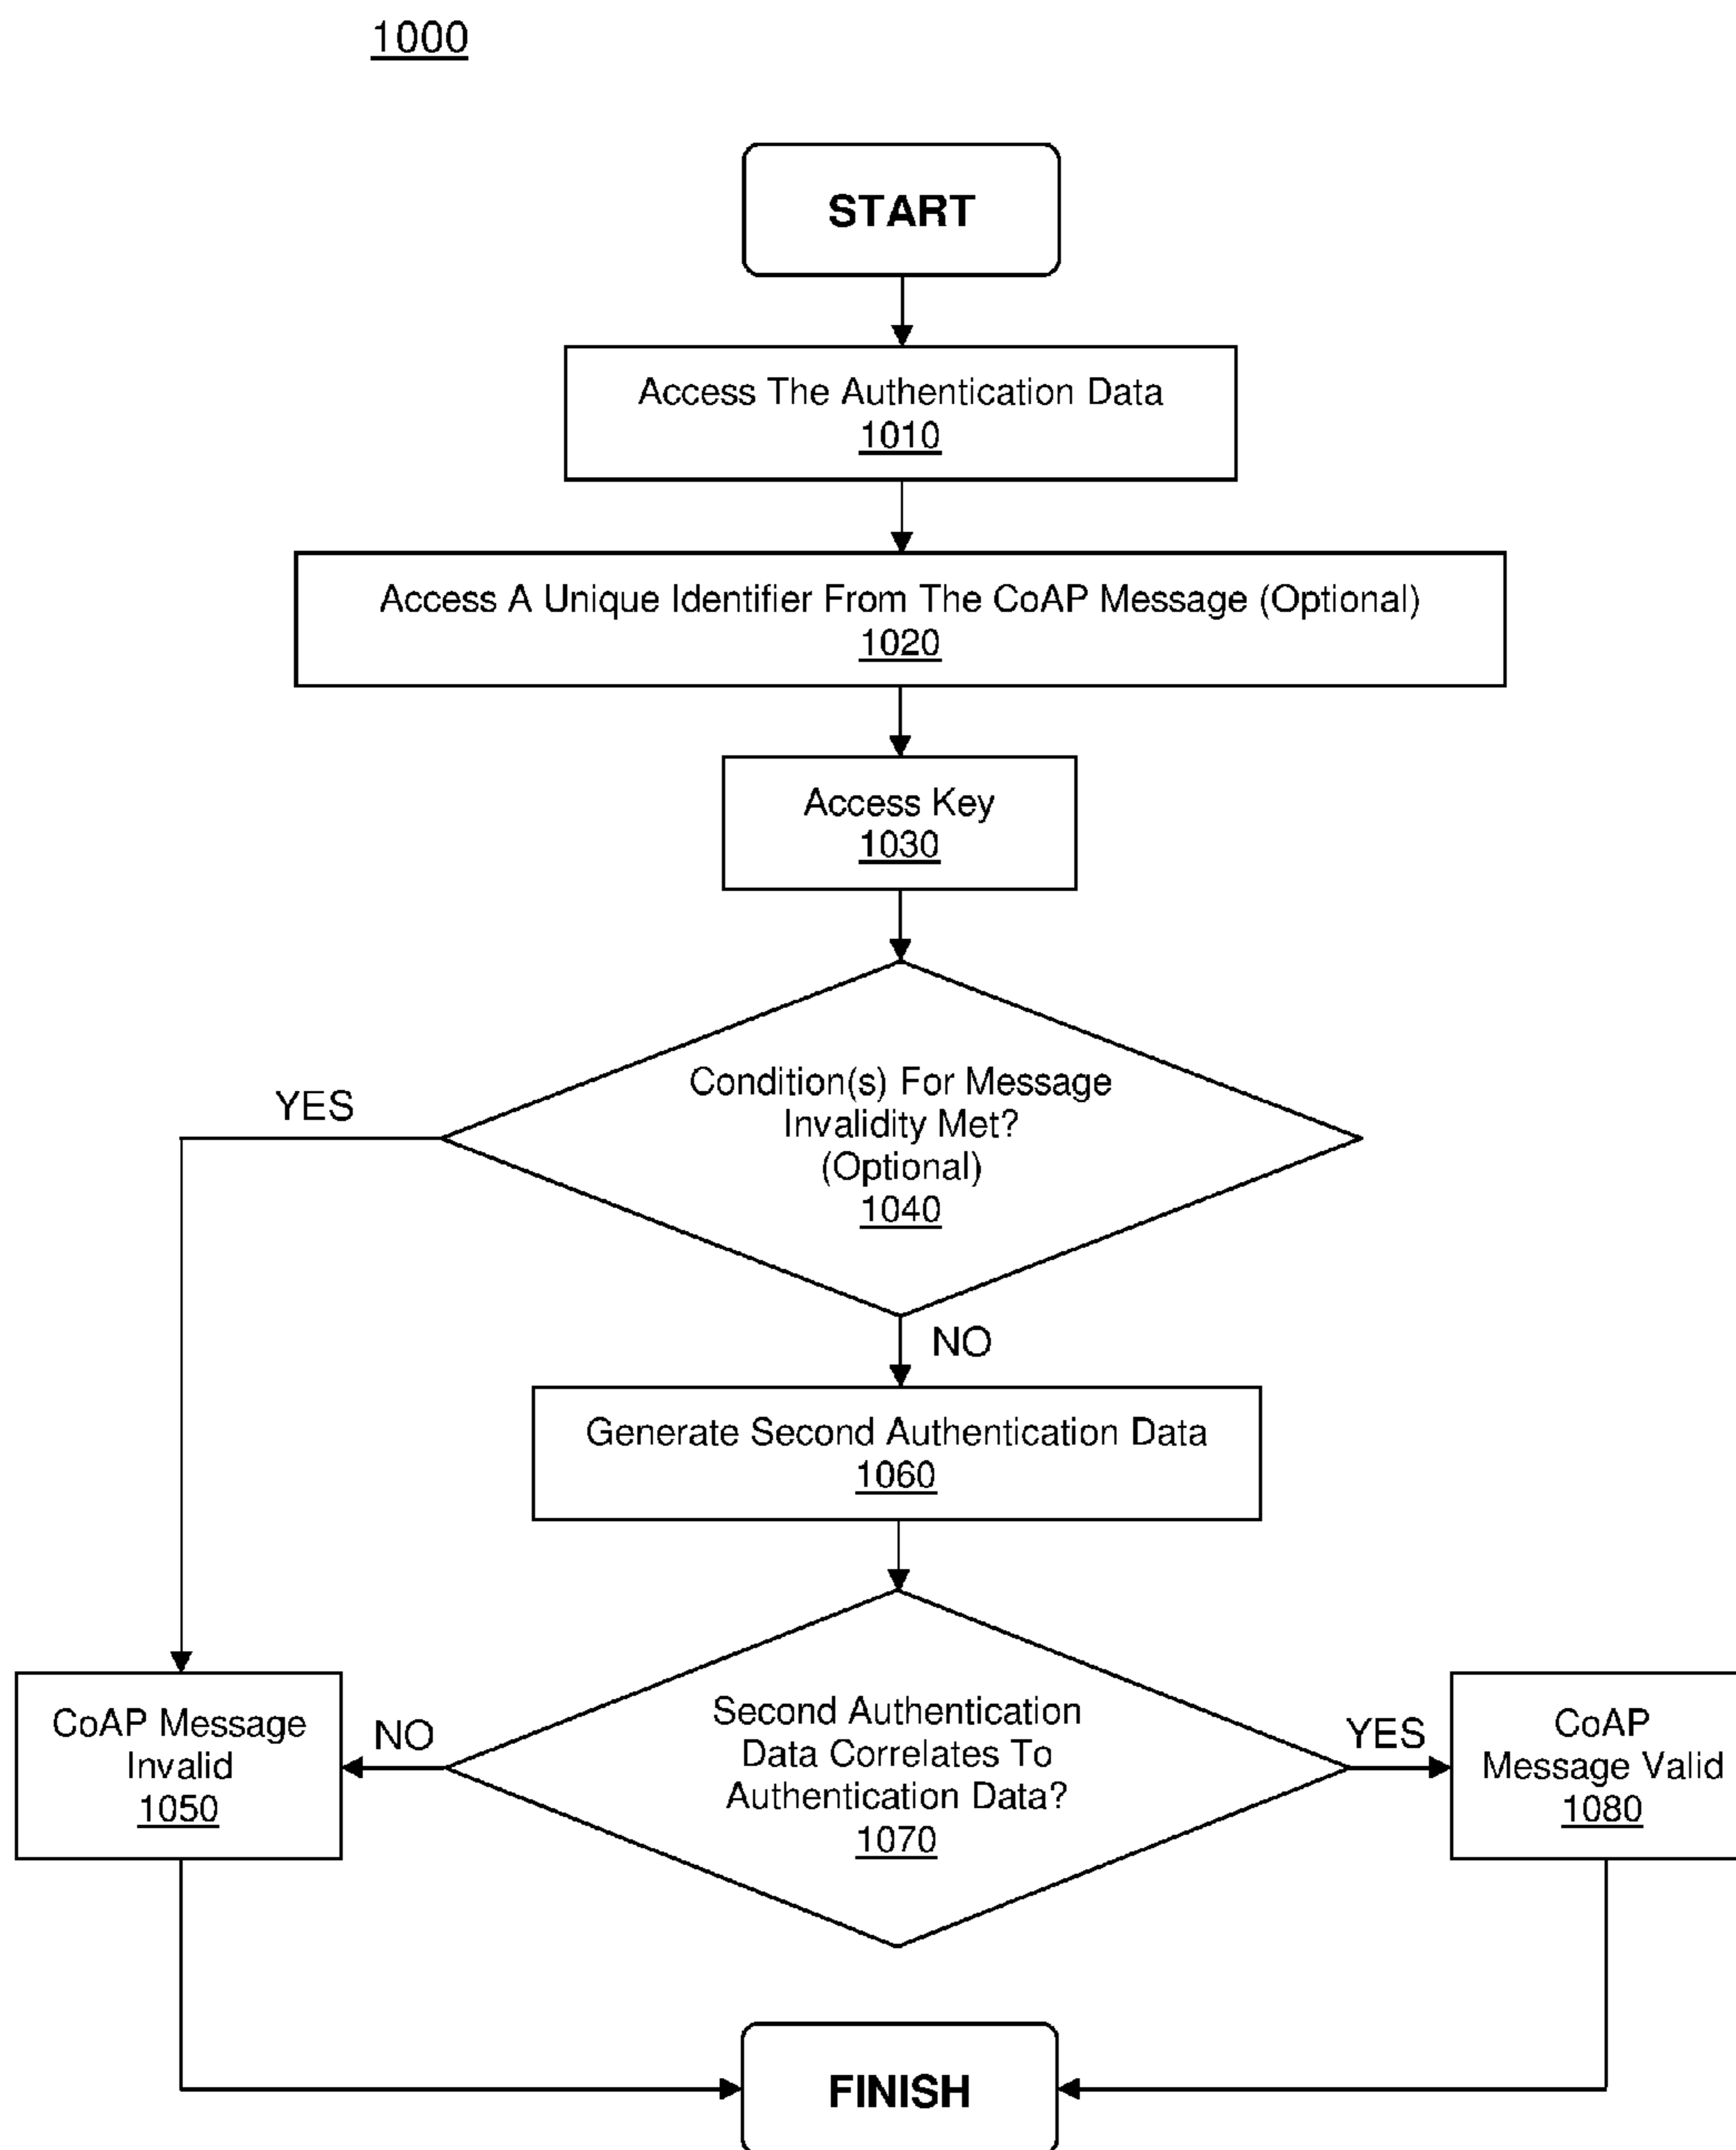 1000
START
Access The Authentication Data
1010
Access A Unique Identifier From The CoAP Message (Optional)
1020
Access Key
1030
Condition(s) For Message
Invalidity Met?
(Optional)
1040
YES
NO
Generate Second Authentication Data
1060
CoAP Message
Invalid
1050
NO
Second Authentication
Data Correlates To
Authentication Data?
1070
YES
CoAP
Message Valid
1080
FINISH